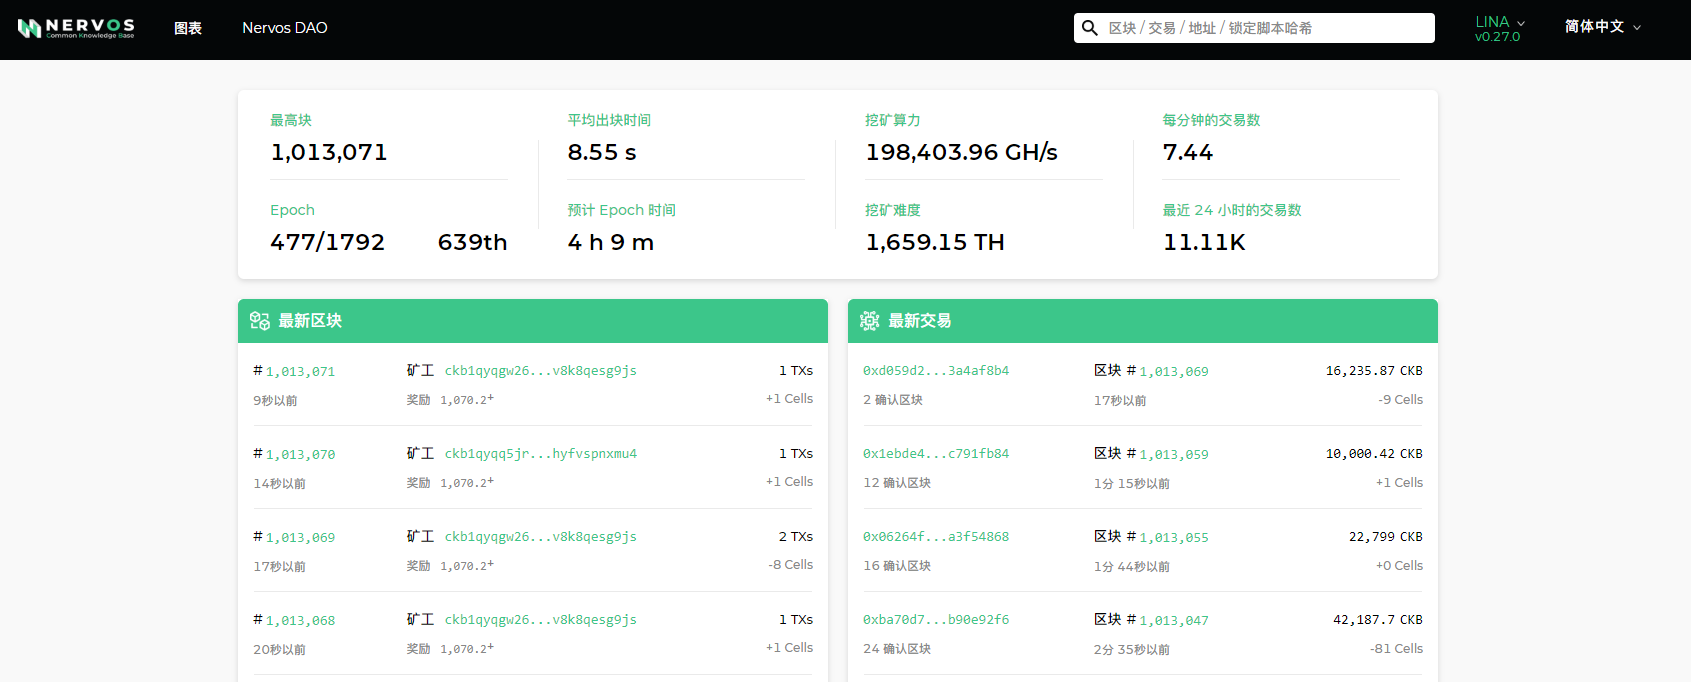 NERVOS
Common Knowledge Base
图表
Nervos DAO
区块 / 交易 / 地址 / 锁定脚本哈希
LINA
v0.27.0
简体中文
最高块
1,013,071
平均出块时间
8.55 s
挖矿算力
198,403.96 GH/s
每分钟的交易数
7.44
Epoch
477/1792 639th
预计 Epoch 时间
4 h 9 m
挖矿难度
1,659.15 TH
最近 24 小时的交易数
11.11K
最新区块
# 1,013,071 矿工 ckb1qyqgw26...v8k8qesg9js 1 TXs
9秒以前 奖励 1,070.2+ +1 Cells
# 1,013,070 矿工 ckb1qyqq5jr...hyfvspnxmu4 1 TXs
14秒以前 奖励 1,070.2+ +1 Cells
# 1,013,069 矿工 ckb1qyqgw26...v8k8qesg9js 2 TXs
17秒以前 奖励 1,070.2+ -8 Cells
# 1,013,068 矿工 ckb1qyqgw26...v8k8qesg9js 1 TXs
20秒以前 奖励 1,070.2+ +1 Cells
最新交易
0xd059d2...3a4af8b4 区块 # 1,013,069 16,235.87 CKB
2 确认区块 17秒以前 -9 Cells
0x1ebde4...c791fb84 区块 # 1,013,059 10,000.42 CKB
12 确认区块 1分 15秒以前 +1 Cells
0x06264f...a3f54868 区块 # 1,013,055 22,799 CKB
16 确认区块 1分 44秒以前 +0 Cells
0xba70d7...b90e92f6 区块 # 1,013,047 42,187.7 CKB
24 确认区块 2分 35秒以前 -81 Cells